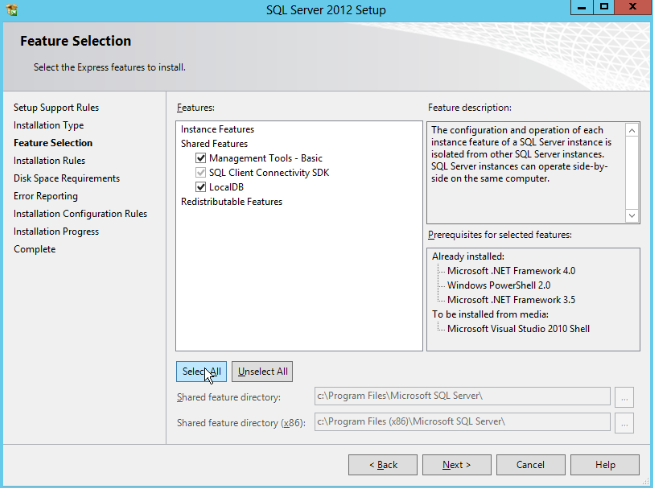 SQL Server 2012 Setup
Feature Selection
Select the Express features to install.
Setup Support Rules
Installation Type
Feature Selection
Installation Rules
Disk Space Requirements
Error Reporting
Installation Configuration Rules
Installation Progress
Complete
Features:
Instance Features
Shared Features
Management Tools - Basic
SQL Client Connectivity SDK
LocalDB
Redistributable Features
Feature description:
The configuration and operation of each
instance feature of a SQL Server instance is
isolated from other SQL Server instances.
SQL Server instances can operate side-by-
side on the same computer.
Prerequisites for selected features:
Already installed:
Microsoft .NET Framework 4.0
Windows PowerShell 2.0
Microsoft .NET Framework 3.5
To be installed from media:
Microsoft Visual Studio 2010 Shell
Select All
Unselect All
Shared feature directory:
c:\Program Files\Microsoft SQL Server\
...
Shared feature directory (x86):
c:\Program Files (x86)\Microsoft SQL Server\
...
< Back
Next >
Cancel
Help